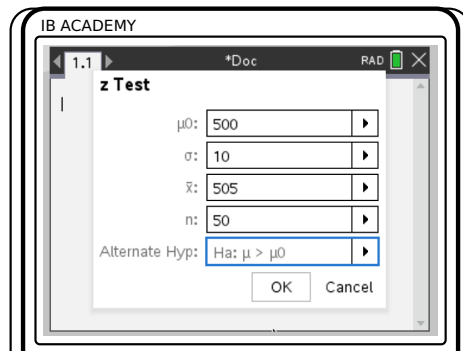 IB ACADEMY
1.1 *Doc RAD
z Test
μ0: 500
σ: 10
x̄: 505
n: 50
Alternate Hyp: Ha: μ > μ0
OK Cancel